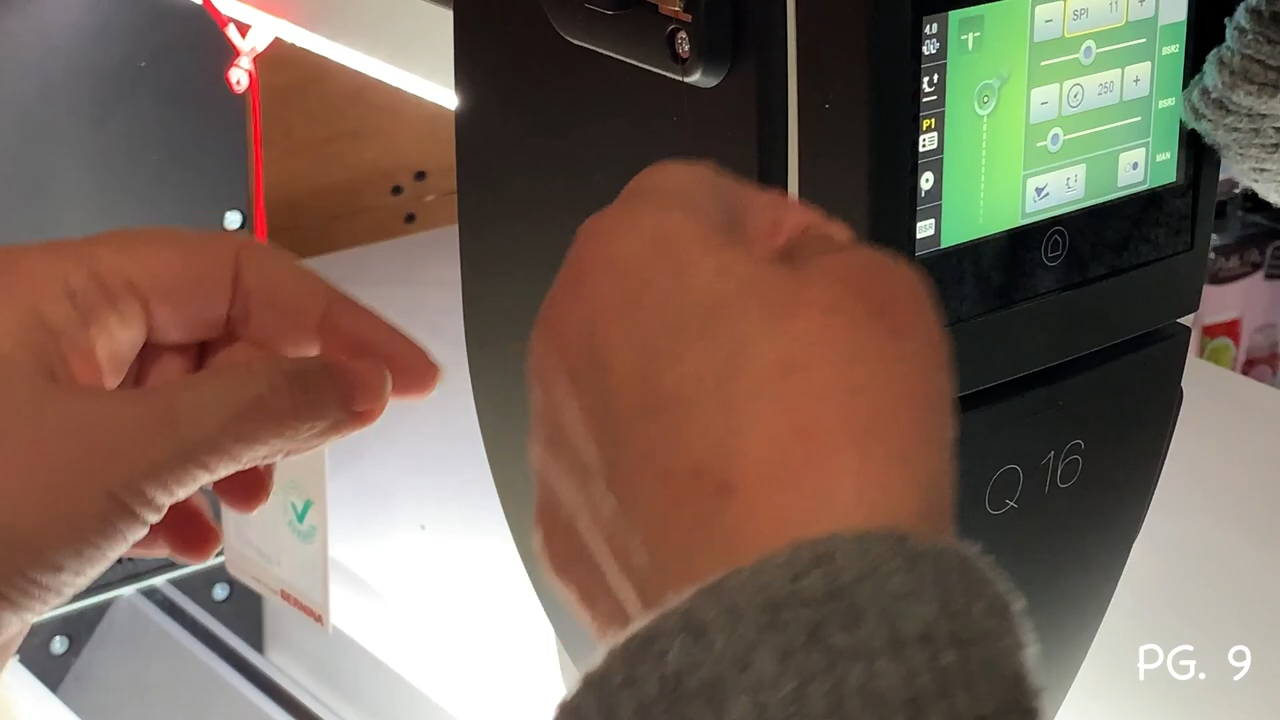 4.0
SPI 11
BSR2
250
BSR3
P1
MAN
BSR
Q 16
BERNINA
PG. 9